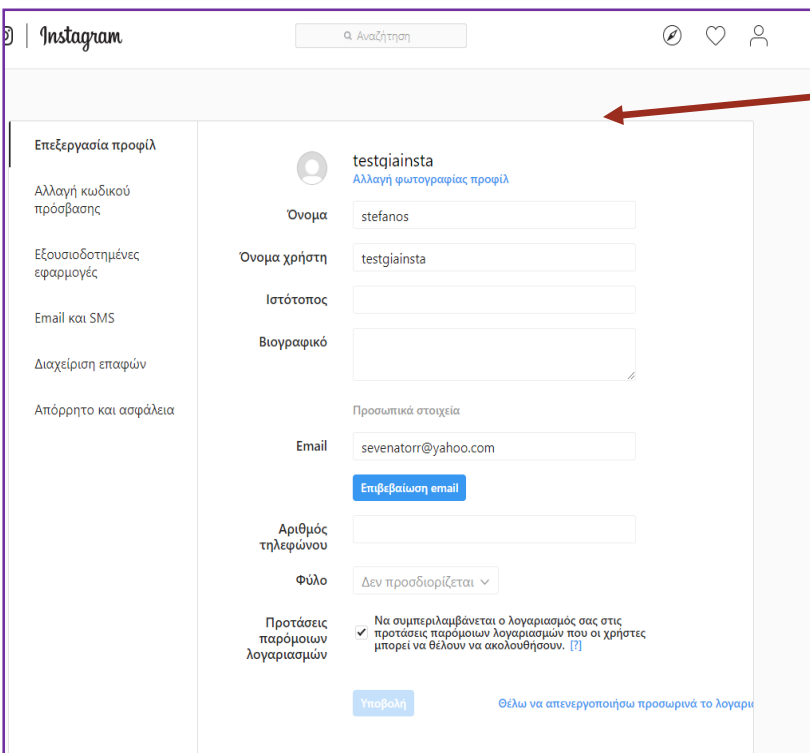 Instagram
Αναζήτηση
Επεξεργασία προφίλ
Αλλαγή κωδικού
πρόσβασης
Εξουσιοδοτημένες
εφαρμογές
Email και SMS
Διαχείριση επαφών
Απόρρητο και ασφάλεια
testgiainsta
Αλλαγή φωτογραφίας προφίλ
Όνομα stefanos
Όνομα χρήστη testgiainsta
Ιστότοπος
Βιογραφικό
Προσωπικά στοιχεία
Email sevenatorr@yahoo.com
Επιβεβαίωση email
Αριθμός
τηλεφώνου
Φύλο Δεν προσδιορίζεται
Προτάσεις
παρόμοιων
λογαριασμών
Να συμπεριλαμβάνεται ο λογαριασμός σας στις
προτάσεις παρόμοιων λογαριασμών που οι χρήστες
μπορεί να θέλουν να ακολουθήσουν. [?]
Υποβολή
Θέλω να απενεργοποιήσω προσωρινά το